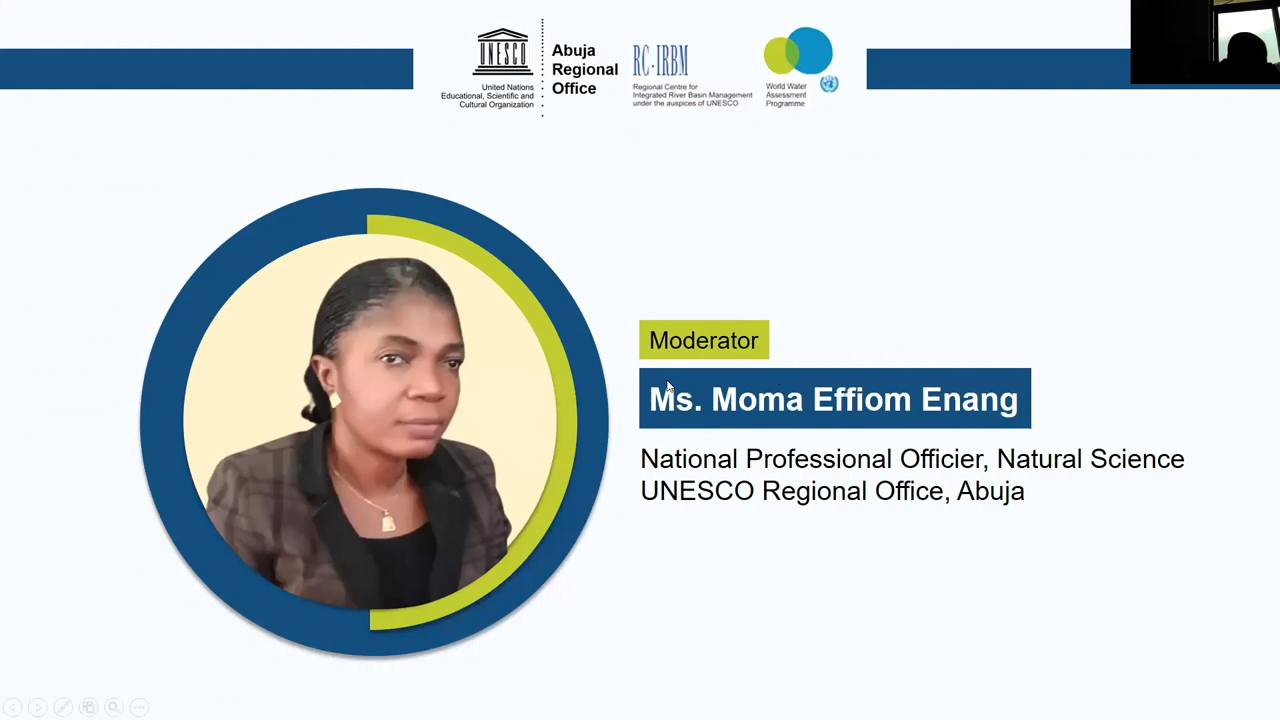 UNESCO
United Nations
Educational, Scientific and
Cultural Organization
Abuja
Regional
Office
RC-IRBM
Regional Centre for
Integrated River Basin Management
under the auspices of UNESCO
World Water
Assessment
Programme
Moderator
Ms. Moma Effiom Enang
National Professional Officier, Natural Science
UNESCO Regional Office, Abuja